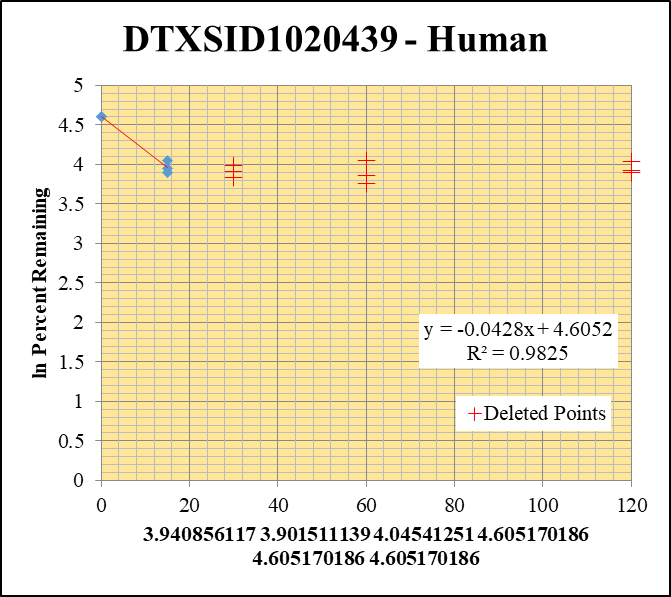 DTXSID1020439 - Human
5
4.5
4
3.5
3
2.5
2
1.5
1
0.5
0
ln Percent Remaining
y = -0.0428x + 4.6052
R² = 0.9825
Deleted Points
0 20 40 60 80 100 120
3.940856117 3.901511139 4.04541251 4.605170186
4.605170186 4.605170186